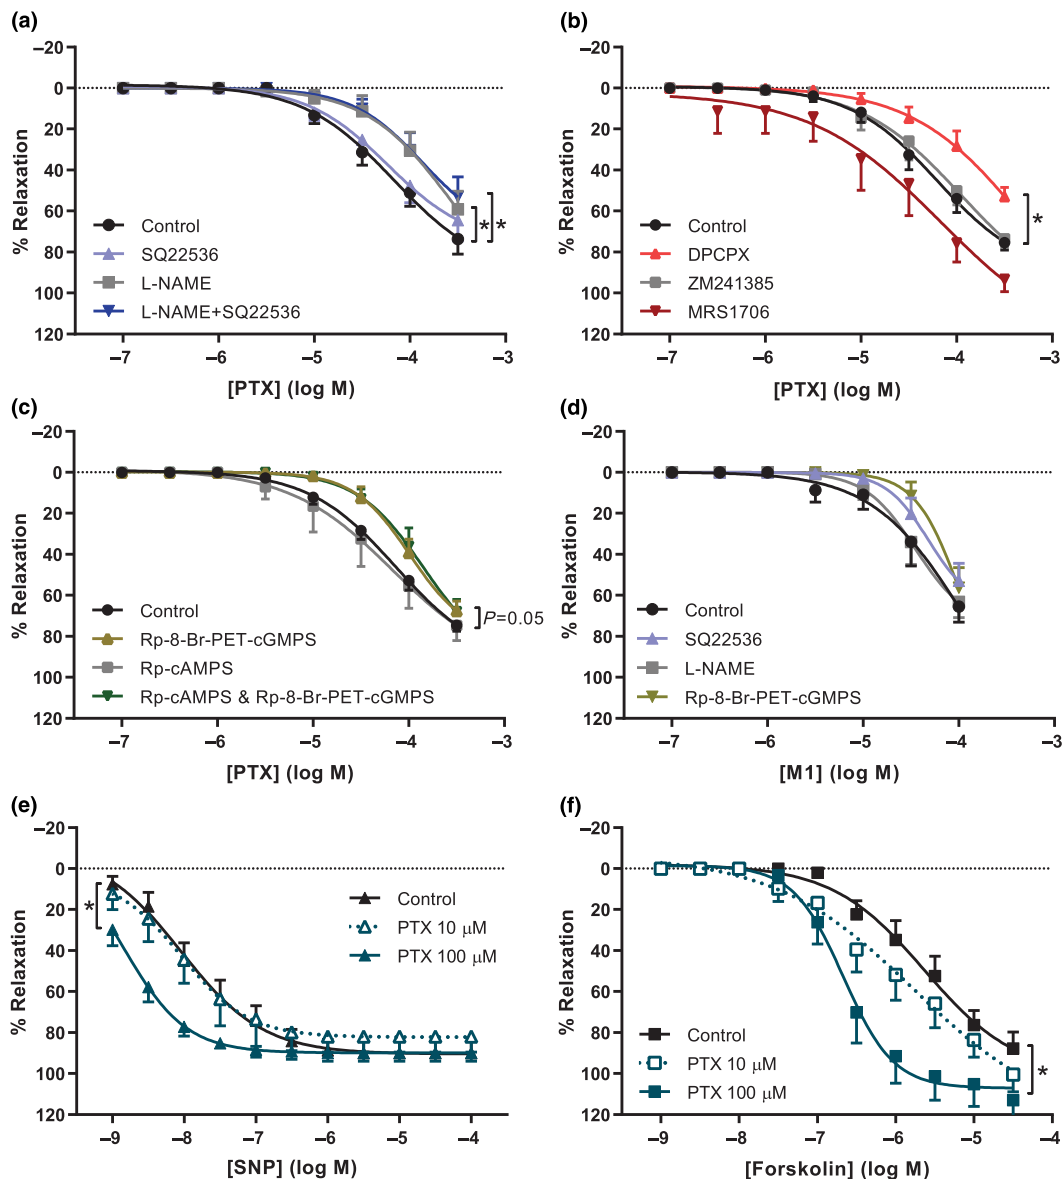 (a)
–20
0
20
40
60
80
100
120
% Relaxation
Control
SQ22536
L-NAME
L-NAME+SQ22536
* *
–7 –6 –5 –4 –3
[PTX] (log M)
(b)
–20
0
20
40
60
80
100
120
% Relaxation
Control
DPCPX
ZM241385
MRS1706
*
–7 –6 –5 –4 –3
[PTX] (log M)
(c)
–20
0
20
40
60
80
100
120
% Relaxation
Control
Rp-8-Br-PET-cGMPS
Rp-cAMPS
Rp-cAMPS & Rp-8-Br-PET-cGMPS
P=0.05
–7 –6 –5 –4 –3
[PTX] (log M)
(d)
–20
0
20
40
60
80
100
120
% Relaxation
Control
SQ22536
L-NAME
Rp-8-Br-PET-cGMPS
–7 –6 –5 –4 –3
[M1] (log M)
(e)
–20
0
20
40
60
80
100
120
% Relaxation
*
Control
PTX 10 μM
PTX 100 μM
–9 –8 –7 –6 –5 –4
[SNP] (log M)
(f)
–20
0
20
40
60
80
100
120
% Relaxation
Control
PTX 10 μM
PTX 100 μM
*
–9 –8 –7 –6 –5 –4
[Forskolin] (log M)